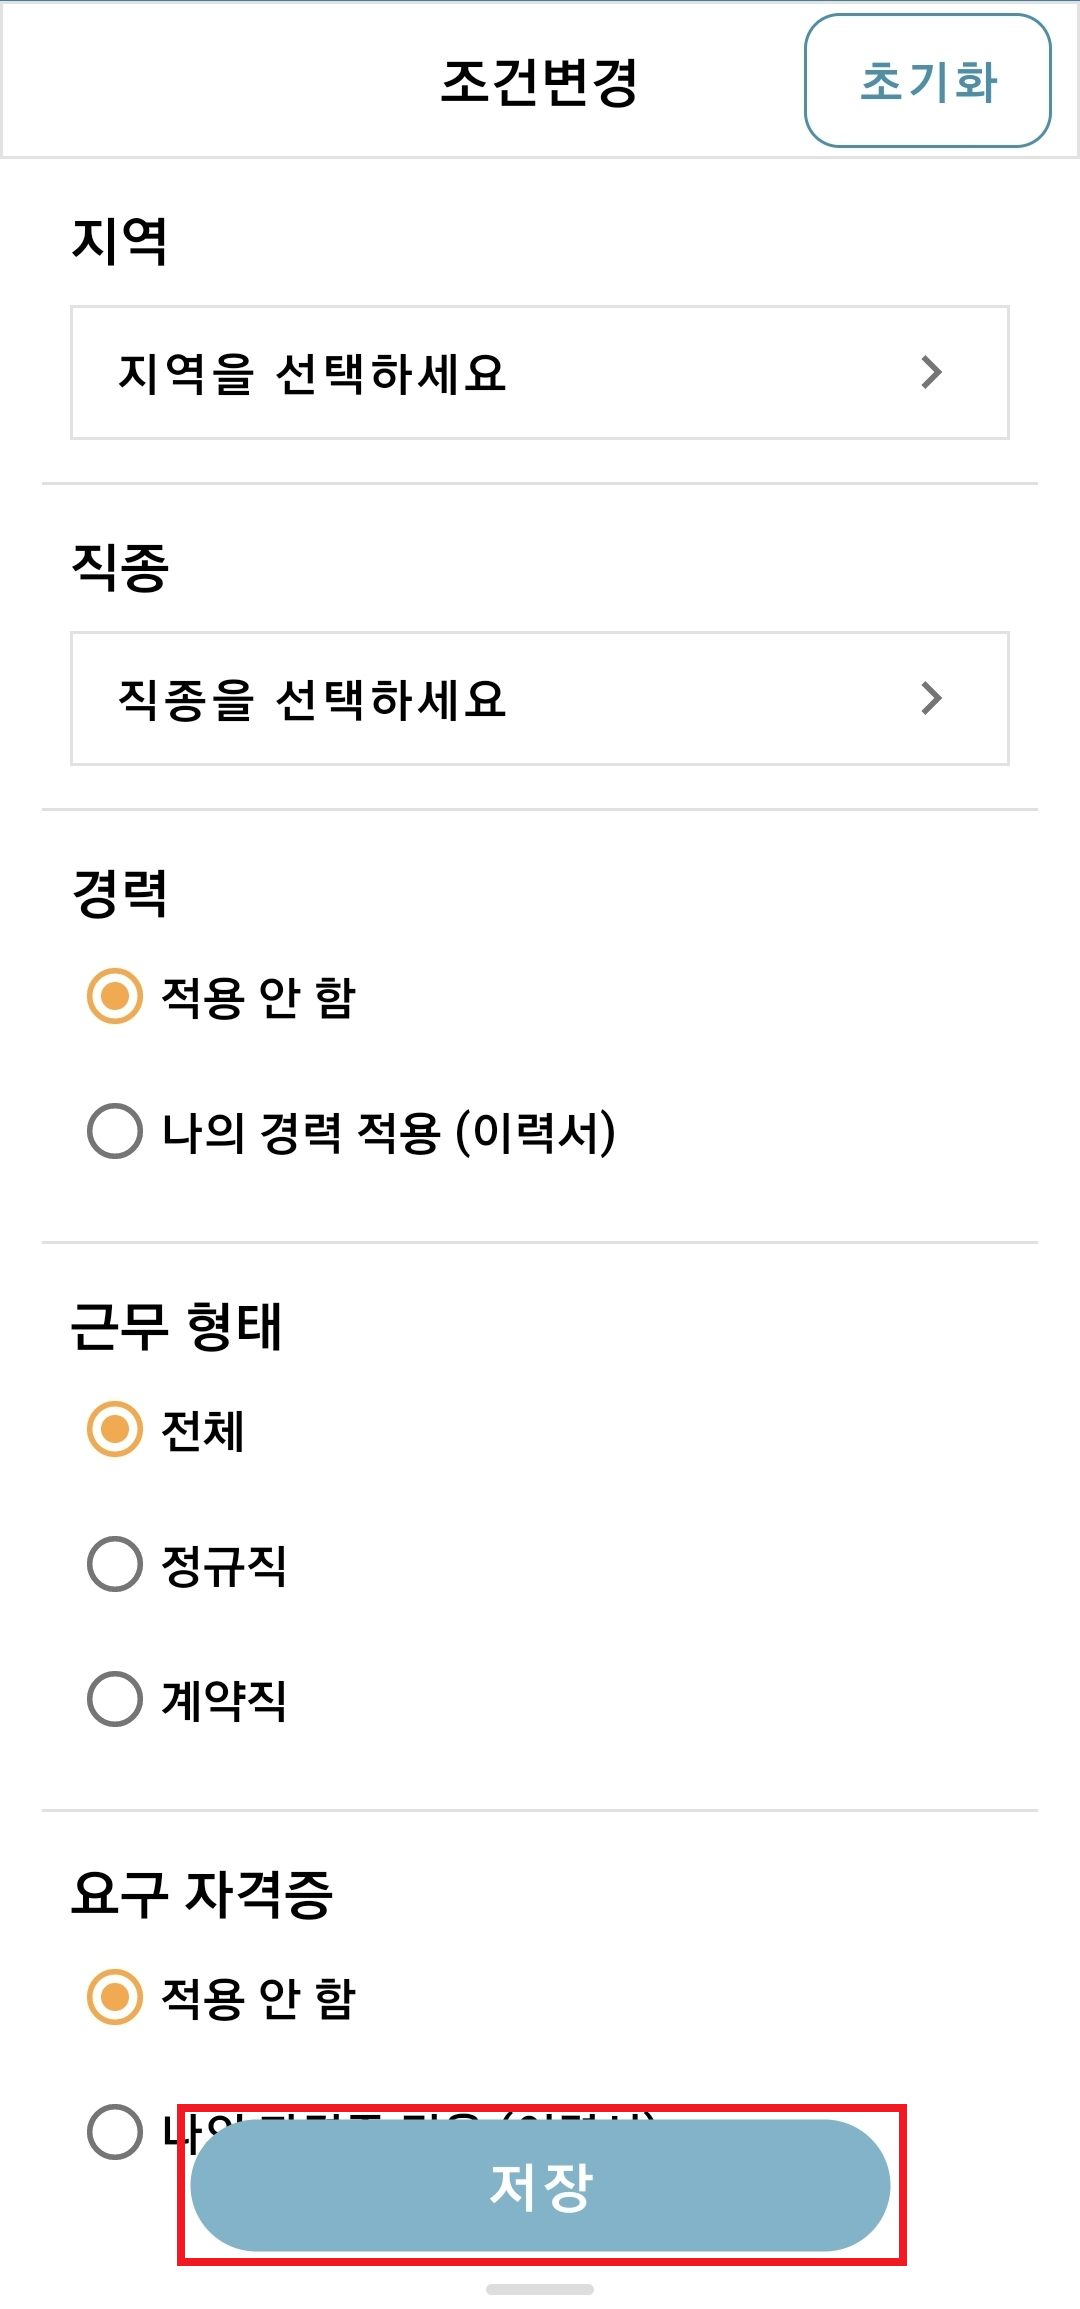 조건변경
초기화
지역
지역을 선택하세요
직종
직종을 선택하세요
경력
적용 안 함
나의 경력 적용 (이력서)
근무 형태
전체
정규직
계약직
요구 자격증
적용 안 함
저장